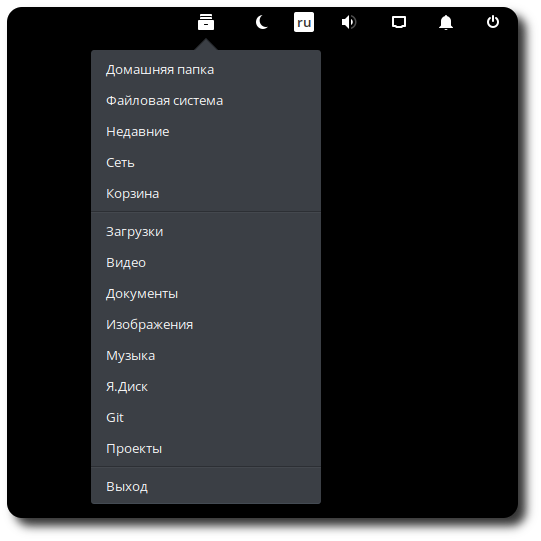 ru
Домашняя папка
Файловая система
Недавние
Сеть
Корзина
Загрузки
Видео
Документы
Изображения
Музыка
Я.Диск
Git
Проекты
Выход